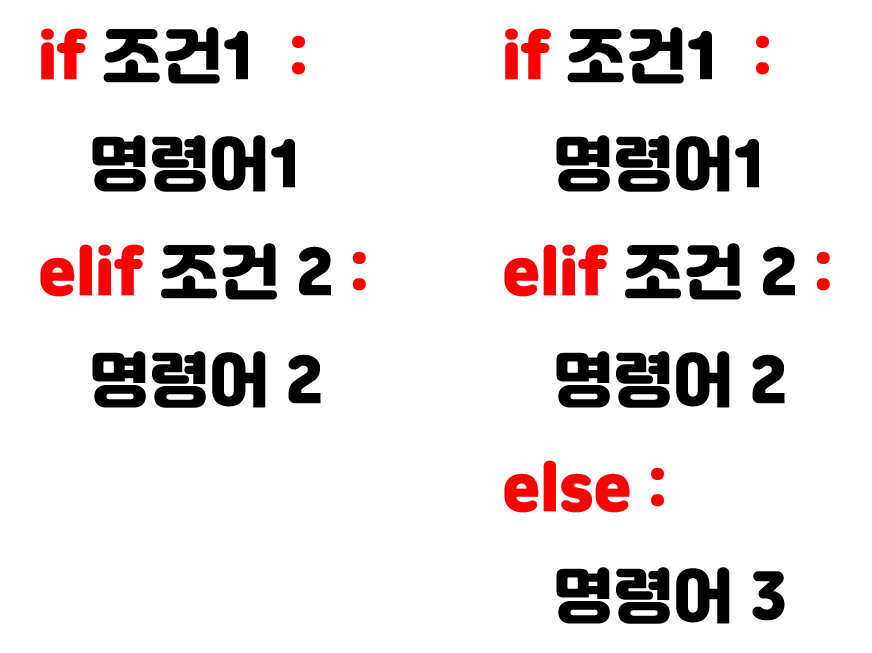 if 조건1 :
명령어1
elif 조건 2 :
명령어 2
if 조건1 :
명령어1
elif 조건 2 :
명령어 2
else :
명령어 3